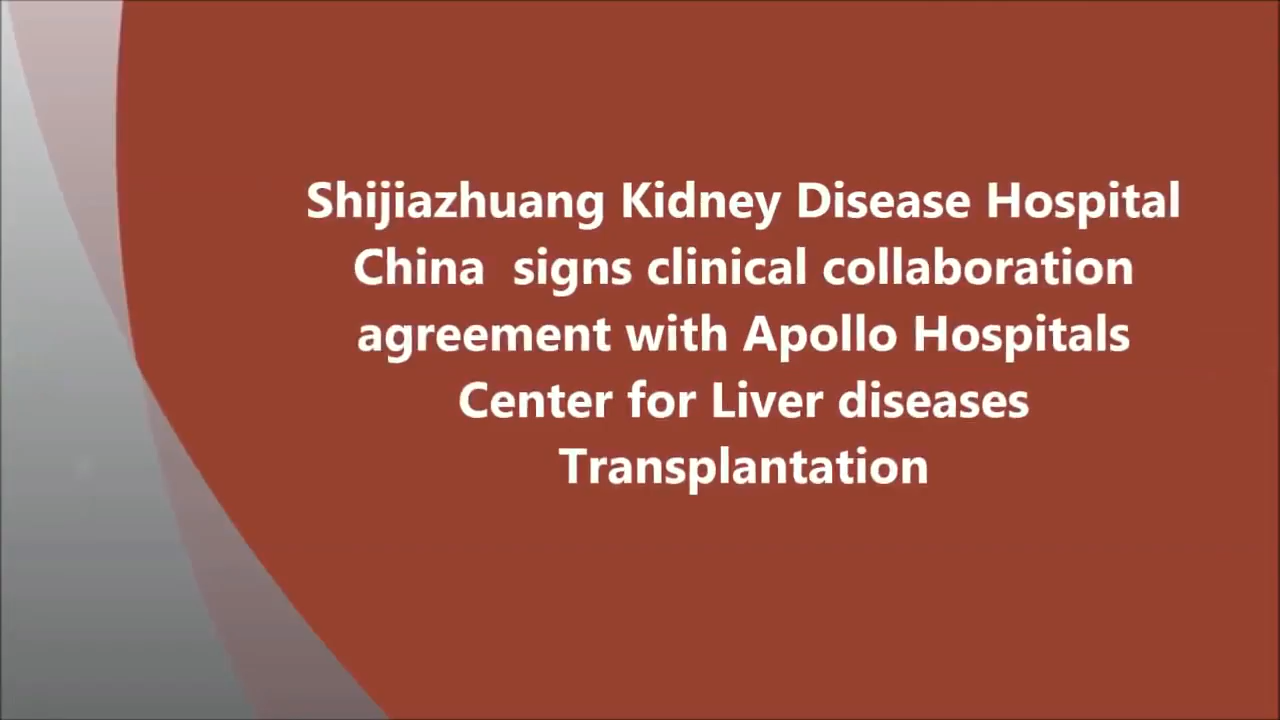 Shijiazhuang Kidney Disease Hospital
China  signs clinical collaboration
agreement with Apollo Hospitals
Center for Liver diseases
Transplantation